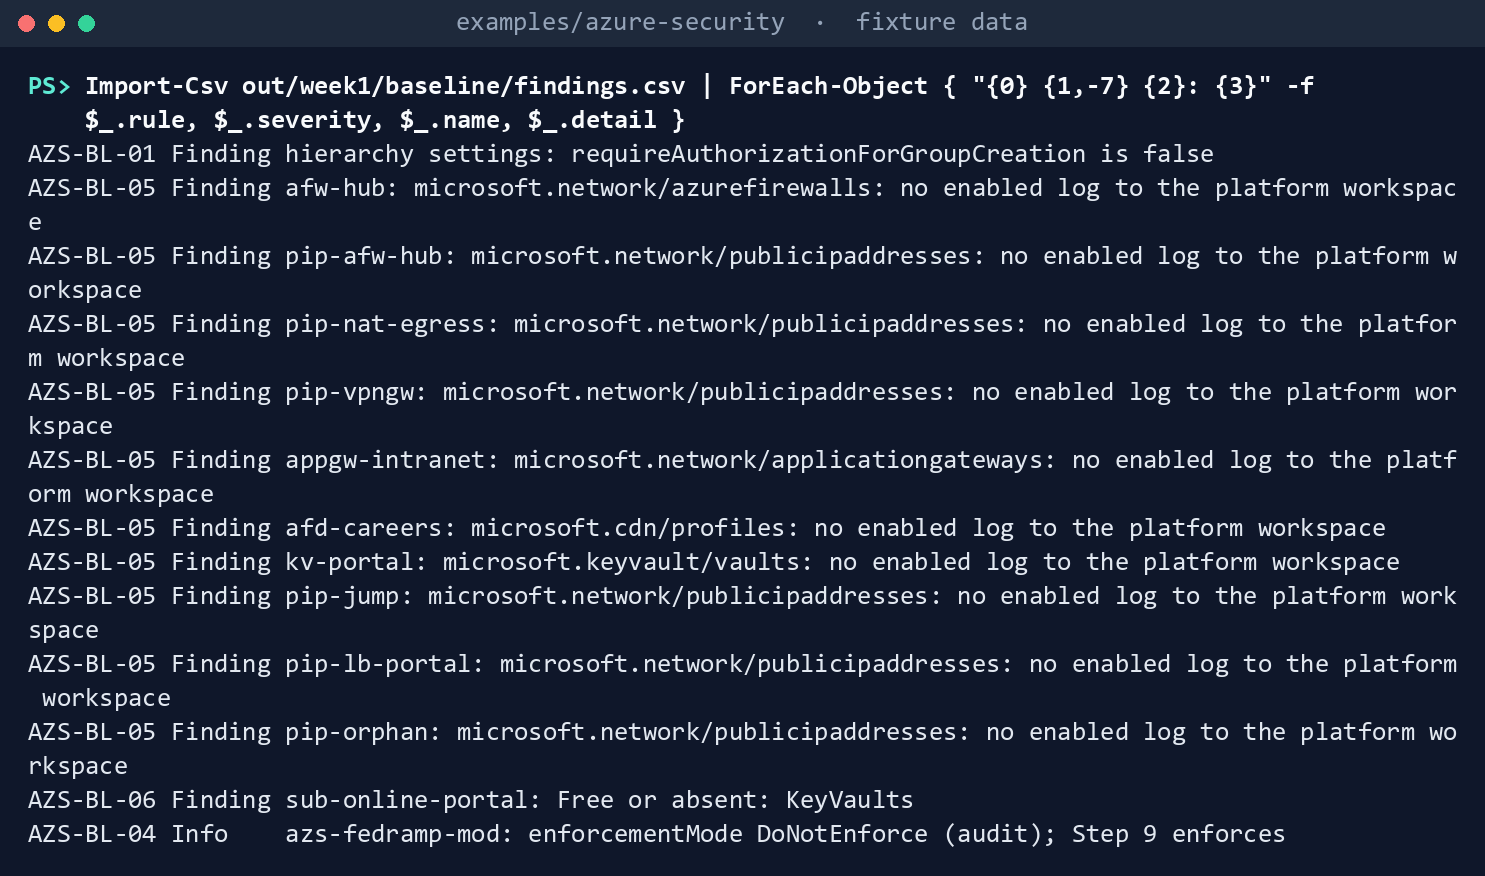 examples/azure-security · fixture data
PS> Import-Csv out/week1/baseline/findings.csv | ForEach-Object { "{0} {1,-7} {2}: {3}" -f
    $_.rule, $_.severity, $_.name, $_.detail }
AZS-BL-01 Finding hierarchy settings: requireAuthorizationForGroupCreation is false
AZS-BL-05 Finding afw-hub: microsoft.network/azurefirewalls: no enabled log to the platform workspac
e
AZS-BL-05 Finding pip-afw-hub: microsoft.network/publicipaddresses: no enabled log to the platform w
orkspace
AZS-BL-05 Finding pip-nat-egress: microsoft.network/publicipaddresses: no enabled log to the platfor
m workspace
AZS-BL-05 Finding pip-vpngw: microsoft.network/publicipaddresses: no enabled log to the platform wor
kspace
AZS-BL-05 Finding appgw-intranet: microsoft.network/applicationgateways: no enabled log to the platf
orm workspace
AZS-BL-05 Finding afd-careers: microsoft.cdn/profiles: no enabled log to the platform workspace
AZS-BL-05 Finding kv-portal: microsoft.keyvault/vaults: no enabled log to the platform workspace
AZS-BL-05 Finding pip-jump: microsoft.network/publicipaddresses: no enabled log to the platform work
space
AZS-BL-05 Finding pip-lb-portal: microsoft.network/publicipaddresses: no enabled log to the platform
 workspace
AZS-BL-05 Finding pip-orphan: microsoft.network/publicipaddresses: no enabled log to the platform wo
rkspace
AZS-BL-06 Finding sub-online-portal: Free or absent: KeyVaults
AZS-BL-04 Info    azs-fedramp-mod: enforcementMode DoNotEnforce (audit); Step 9 enforces